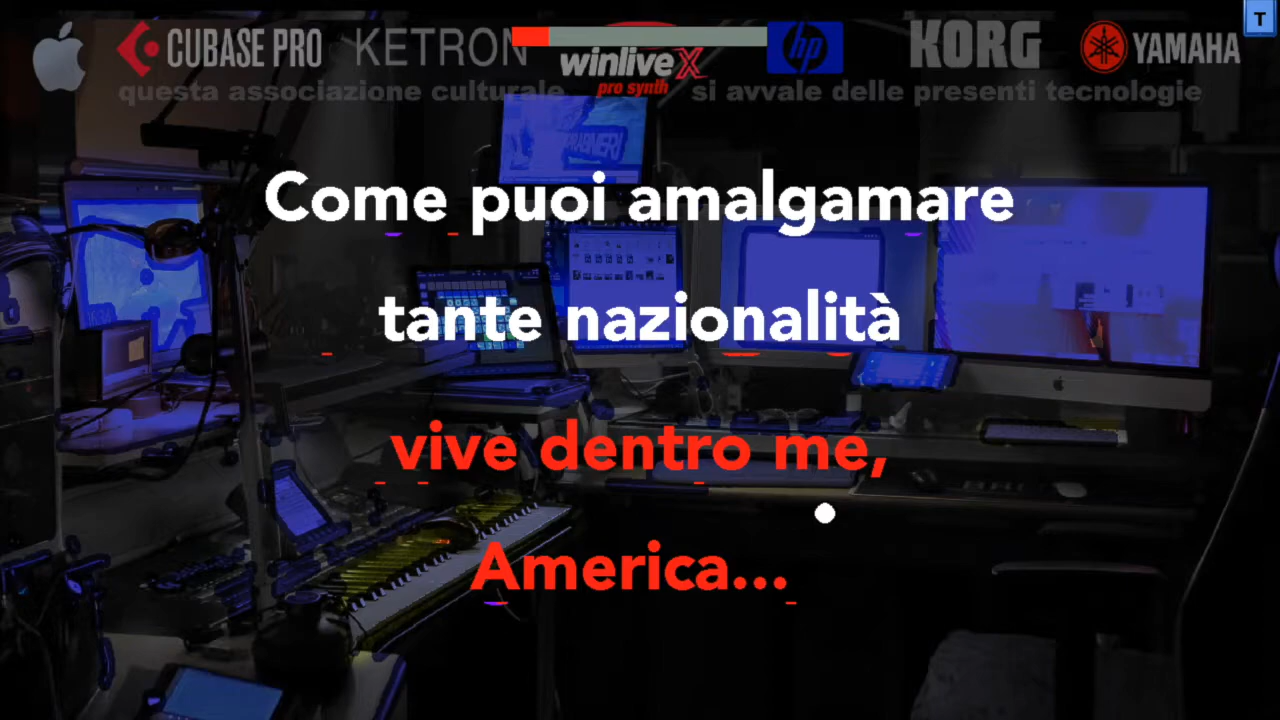 T
CUBASE PRO KETRON winlive X pro synth hp KORG YAMAHA
questa associazione culturale si avvale delle presenti tecnologie
Come puoi amalgamare
tante nazionalità
vive dentro me,
America...